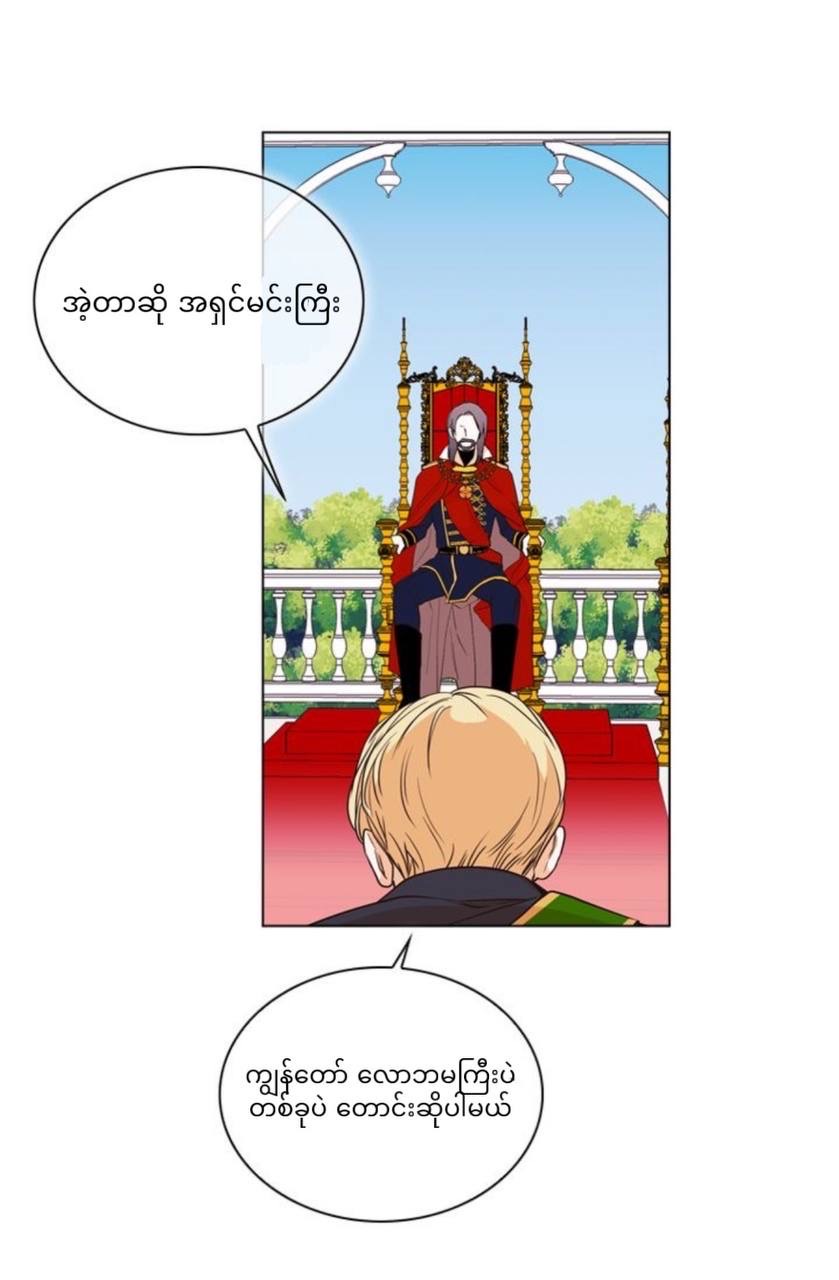 အဲ့တာဆို အရှင်မင်းကြီး
ကျွန်တော် လောဘမကြီးပဲ
တစ်ခုပဲ တောင်းဆိုပါမယ်